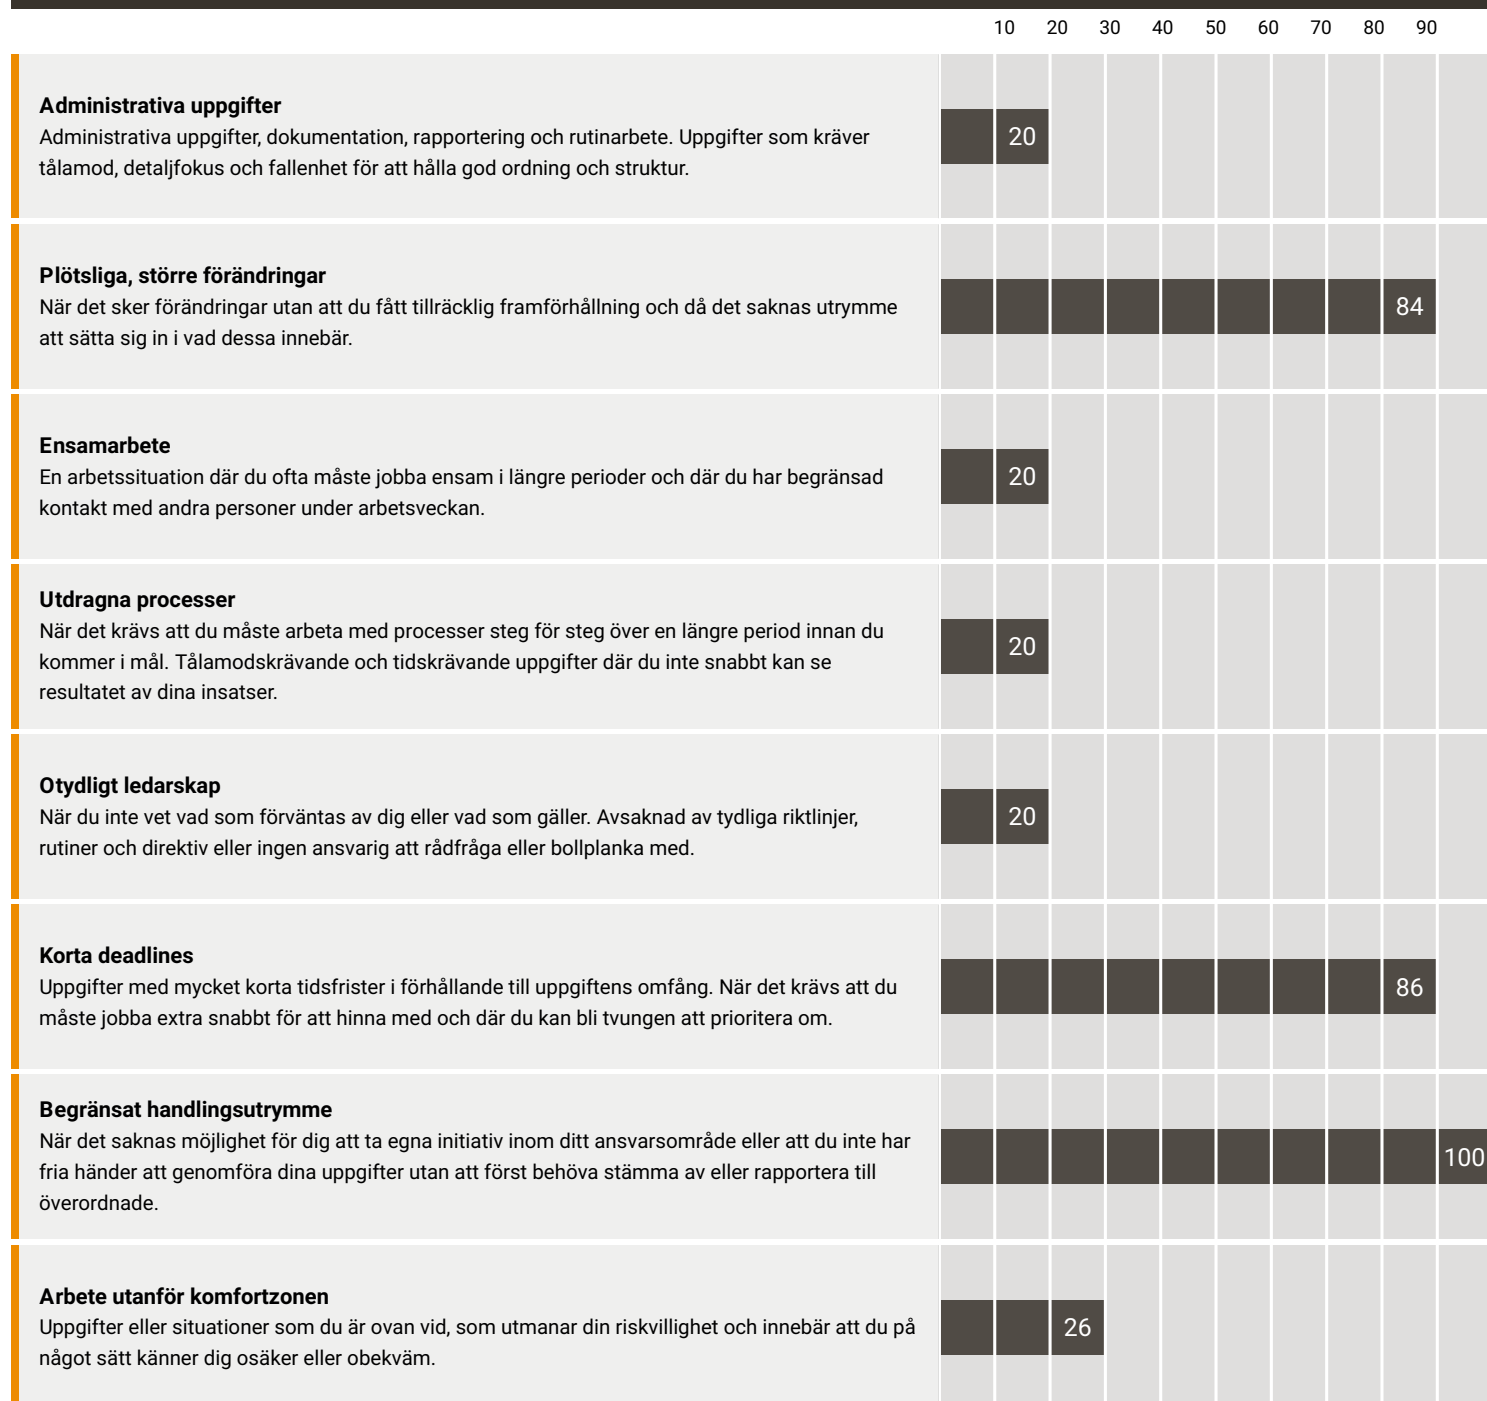 10 20 30 40 50 60 70 80 90
Administrativa uppgifter
Administrativa uppgifter, dokumentation, rapportering och rutinarbete. Uppgifter som kräver
tålamod, detaljfokus och fallenhet för att hålla god ordning och struktur.
20
Plötsliga, större förändringar
När det sker förändringar utan att du fått tillräcklig framförhållning och då det saknas utrymme
att sätta sig in i vad dessa innebär.
84
Ensamarbete
En arbetssituation där du ofta måste jobba ensam i längre perioder och där du har begränsad
kontakt med andra personer under arbetsveckan.
20
Utdragna processer
När det krävs att du måste arbeta med processer steg för steg över en längre period innan du
kommer i mål. Tålamodskrävande och tidskrävande uppgifter där du inte snabbt kan se
resultatet av dina insatser.
20
Otydligt ledarskap
När du inte vet vad som förväntas av dig eller vad som gäller. Avsaknad av tydliga riktlinjer,
rutiner och direktiv eller ingen ansvarig att rådfråga eller bollplanka med.
20
Korta deadlines
Uppgifter med mycket korta tidsfrister i förhållande till uppgiftens omfång. När det krävs att du
måste jobba extra snabbt för att hinna med och där du kan bli tvungen att prioritera om.
86
Begränsat handlingsutrymme
När det saknas möjlighet för dig att ta egna initiativ inom ditt ansvarsområde eller att du inte har
fria händer att genomföra dina uppgifter utan att först behöva stämma av eller rapportera till
överordnade.
100
Arbete utanför komfortzonen
Uppgifter eller situationer som du är ovan vid, som utmanar din riskvillighet och innebär att du på
något sätt känner dig osäker eller obekväm.
26